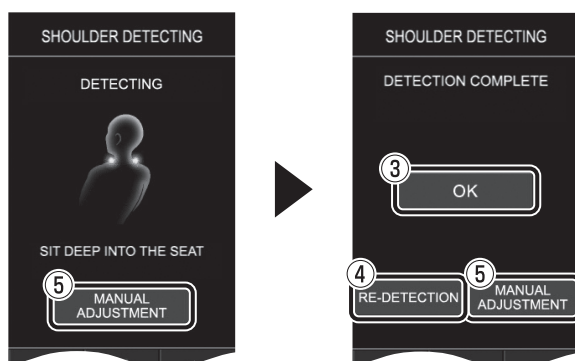 SHOULDER DETECTING
DETECTING
SIT DEEP INTO THE SEAT
⑤
MANUAL
ADJUSTMENT
SHOULDER DETECTING
DETECTION COMPLETE
③
OK
④
RE-DETECTION
⑤
MANUAL
ADJUSTMENT